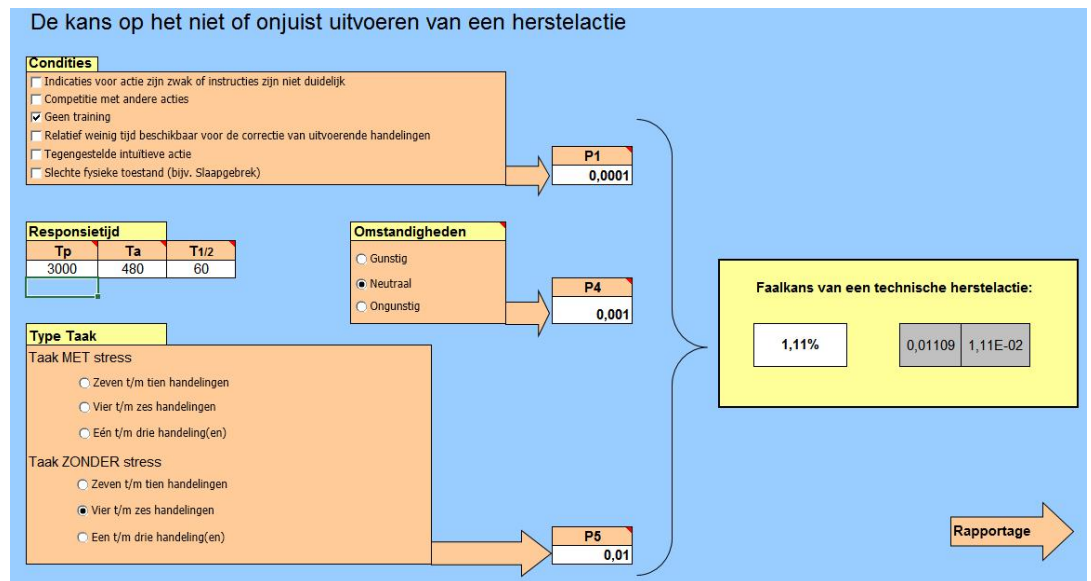 De kans op het niet of onjuist uitvoeren van een herstelactie
Condities
Indicaties voor actie zijn zwak of instructies zijn niet duidelijk
Competitie met andere acties
Geen training
Relatief weinig tijd beschikbaar voor de correctie van uitvoerende handelingen
Tegengestelde intuïtieve actie
Slechte fysieke toestand (bijv. Slaapgebrek)
P1
0,0001
Responsietijd
Tp Ta T1/2
3000 480 60
Omstandigheden
Gunstig
Neutraal
Ongunstig
P4
0,001
Type Taak
Taak MET stress
Zeven t/m tien handelingen
Vier t/m zes handelingen
Eén t/m drie handeling(en)
Taak ZONDER stress
Zeven t/m tien handelingen
Vier t/m zes handelingen
Een t/m drie handeling(en)
P5
0,01
Faalkans van een technische herstelactie:
1,11% 0,01109 1,11E-02
Rapportage